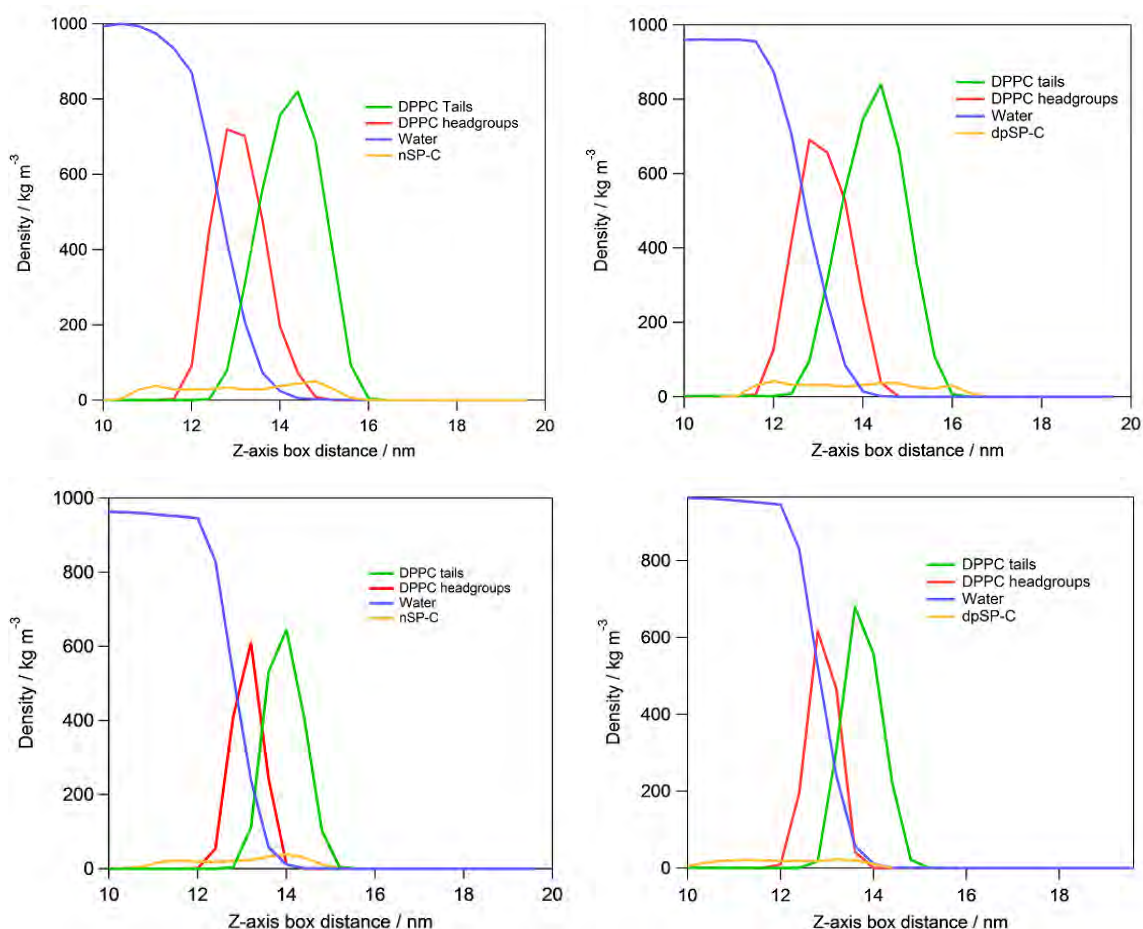 1000
800
600
400
200
0
Density / kg m⁻³
DPPC Tails
DPPC headgroups
Water
nSP-C
10 12 14 16 18 20
Z-axis box distance / nm
1000
800
600
400
200
0
Density / kg m⁻³
DPPC tails
DPPC headgroups
Water
dpSP-C
10 12 14 16 18 20
Z-axis box distance / nm
1000
800
600
400
200
0
Density / kg m⁻³
DPPC tails
DPPC headgroups
Water
nSP-C
10 12 14 16 18 20
Z-axis box distance / nm
800
600
400
200
0
Density / kg m⁻³
DPPC tails
DPPC headgroups
Water
dpSP-C
10 12 14 16 18
Z-axis box distance / nm